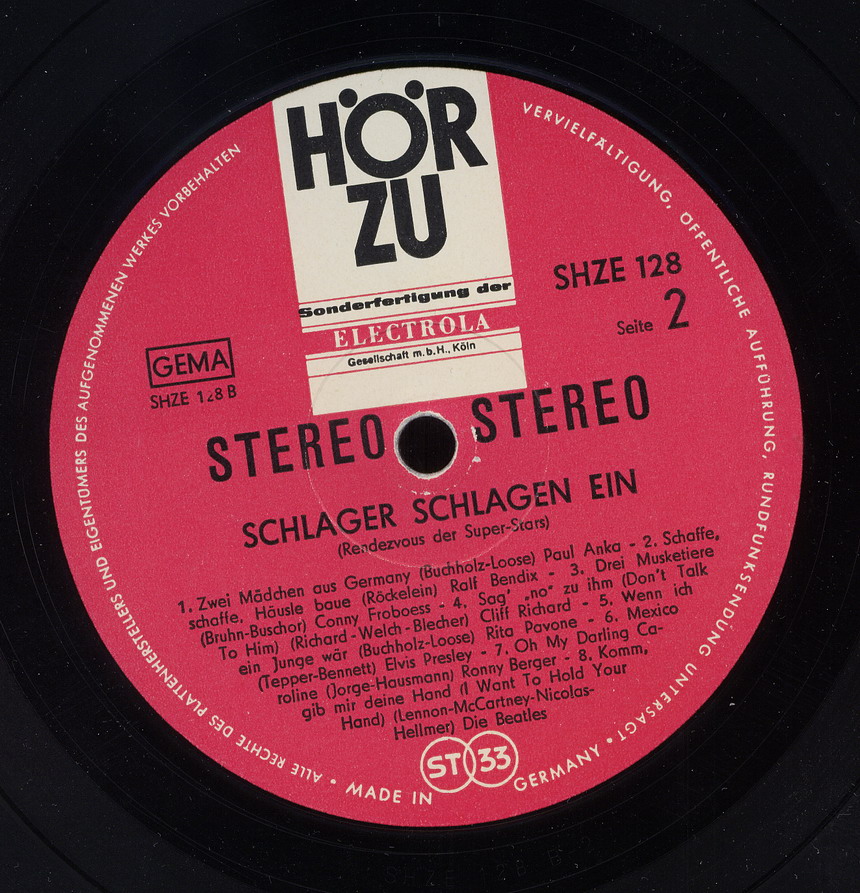 HÖR
ZU
Sonderfertigung der
ELECTROLA
Gesellschaft m.b.H., Köln
SHZE 128
Seite 2
GEMA
SHZE 128 B
STEREO STEREO
SCHLAGER SCHLAGEN EIN
(Rendezvous der Super-Stars)
1. Zwei Mädchen aus Germany (Buchholz-Loose) Paul Anka - 2. Schaffe,
schaffe, Häusle baue (Röckelein) Ralf Bendix - 3. Drei Musketiere
(Bruhn-Buschor) Conny Froboess - 4. Sag' „no" zu ihm (Don't Talk
To Him) (Richard-Welch-Blecher) Cliff Richard - 5. Wenn ich
ein Junge wär (Buchholz-Loose) Rita Pavone - 6. Mexico
(Tepper-Bennett) Elvis Presley - 7. Oh My Darling Ca-
roline (Jorge-Hausmann) Ronny Berger - 8. Komm,
gib mir deine Hand (I Want To Hold Your
Hand) (Lennon-McCartney-Nicolas-
Hellmer) Die Beatles
ST 33
MADE IN GERMANY •
ALLE RECHTE DES PLATTENHERSTELLERS UND EIGENTÜMERS DES AUFGENOMMENEN WERKES VORBEHALTEN
VERVIELFÄLTIGUNG, ÖFFENTLICHE AUFFÜHRUNG, RUNDFUNKSENDUNG UNTERSAGT •